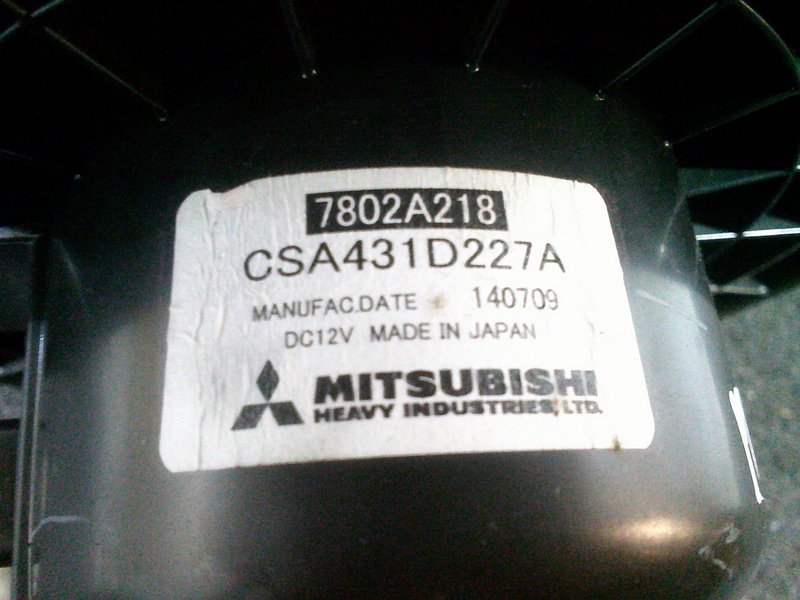 7802A218
CSA431D227A
MANUFAC.DATE 140709
DC12V MADE IN JAPAN
MITSUBISHI
HEAVY INDUSTRIES,LTD.